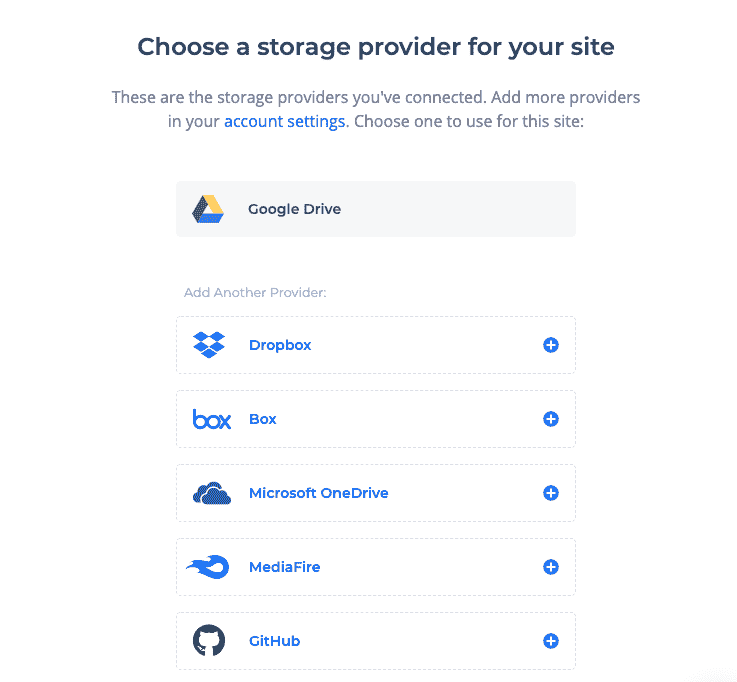 Choose a storage provider for your site
These are the storage providers you've connected. Add more providers
in your account settings. Choose one to use for this site:
Google Drive
Add Another Provider:
Dropbox
box Box
Microsoft OneDrive
MediaFire
GitHub